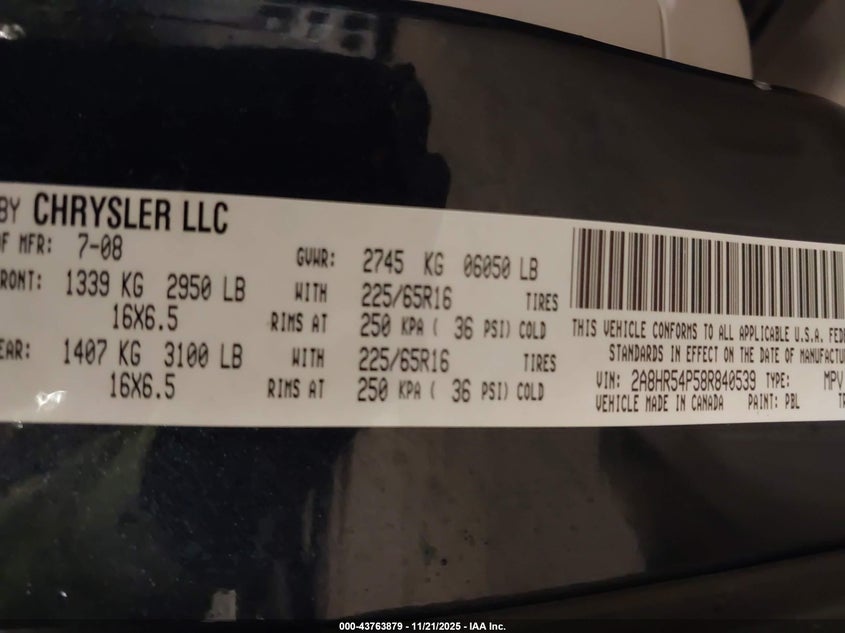 BY CHRYSLER LLC
OF MFR: 7-08 GVWR: 2745 KG 06050 LB
RONT: 1339 KG 2950 LB WITH 225/65R16 TIRES
16X6.5 RIMS AT 250 KPA ( 36 PSI) COLD
EAR: 1407 KG 3100 LB WITH 225/65R16 TIRES
16X6.5 RIMS AT 250 KPA ( 36 PSI) COLD
THIS VEHICLE CONFORMS TO ALL APPLICABLE U.S.A. FEDE
STANDARDS IN EFFECT ON THE DATE OF MANUFACTU
VIN: 2A8HR54P58R840539 TYPE: MPV
VEHICLE MADE IN CANADA PAINT: PBL TR
000-43763879 - 11/21/2025 - IAA Inc.